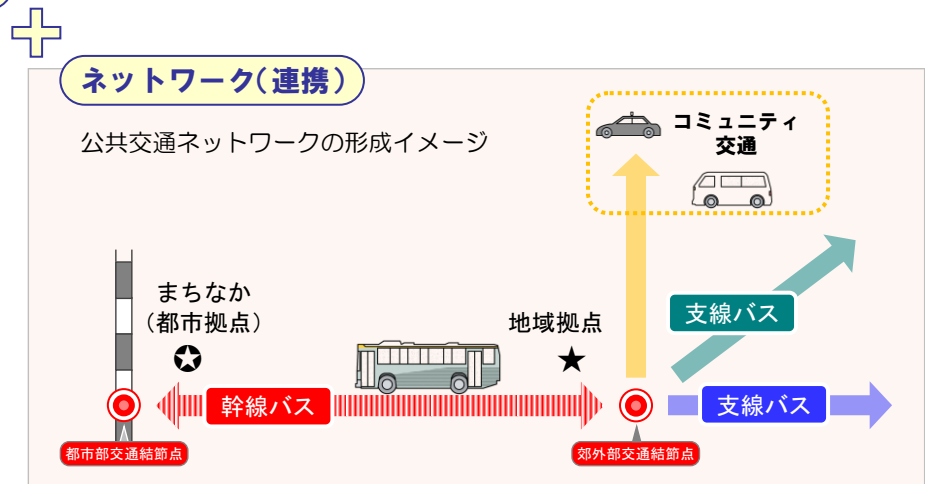 ネットワーク(連携)
公共交通ネットワークの形成イメージ
コミュニティ
交通
まちなか
(都市拠点)
地域拠点
支線バス
幹線バス
支線バス
都市部交通結節点
郊外部交通結節点